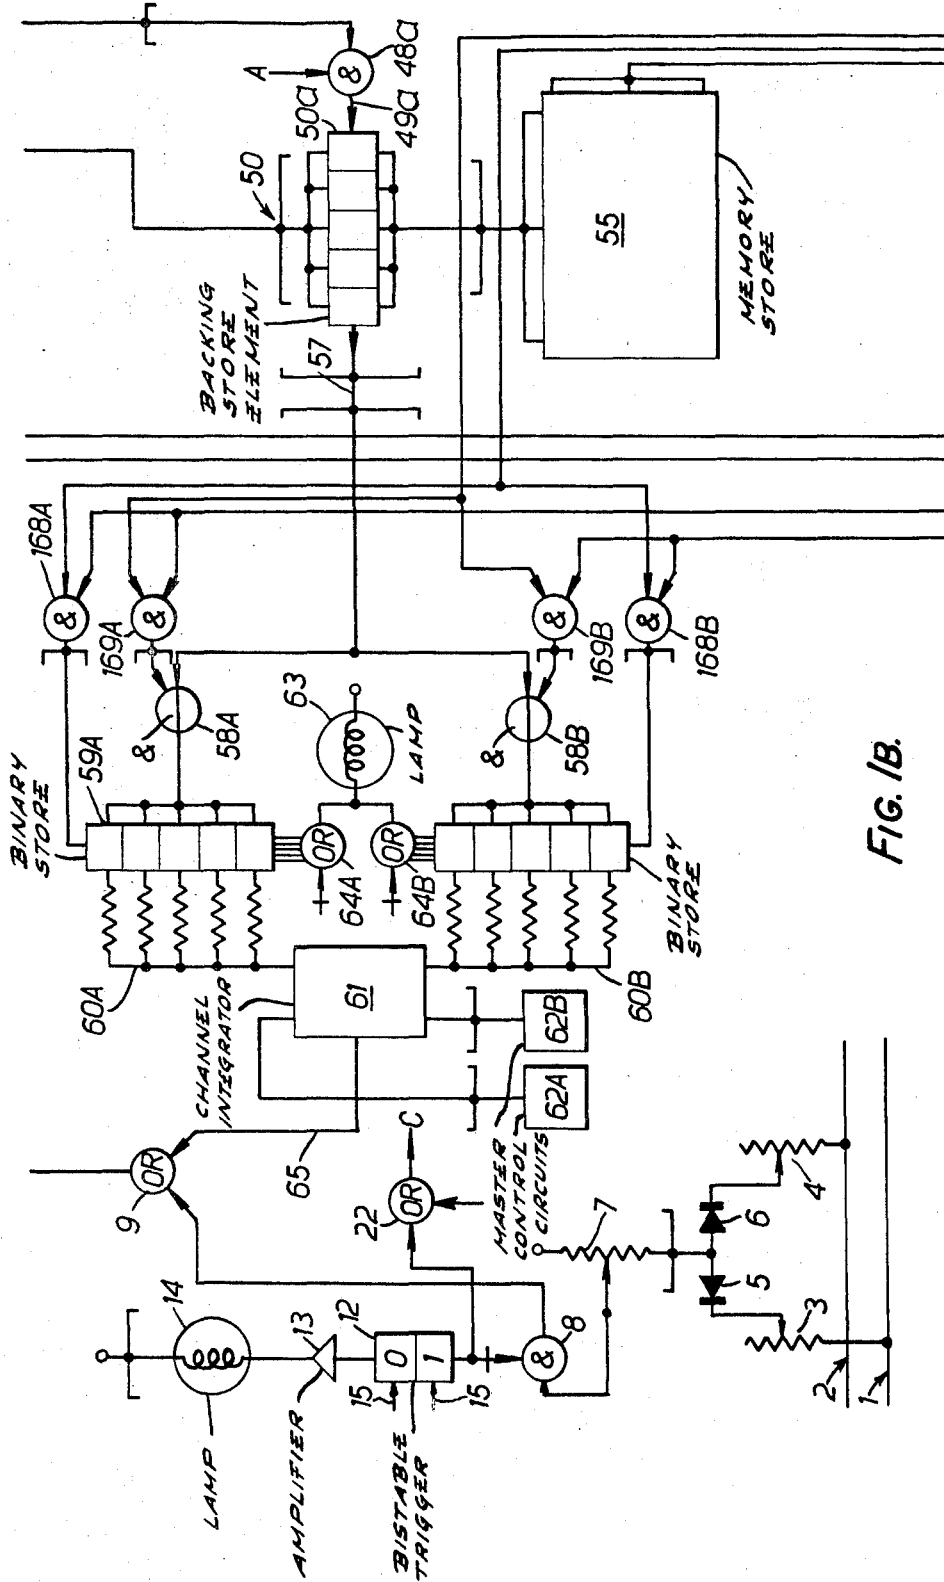 A
&
48a
49a
50a
50
BACKING
STORE
ELEMENT
57
55
MEMORY
STORE
168A
&
169A
&
&
58A
63
LAMP
&
58B
&
169B
&
168B
BINARY
STORE
59A
OR
64A
OR
64B
BINARY
STORE
60A
60B
CHANNEL
INTEGRATOR
61
62A
62B
MASTER
CONTROL
CIRCUITS
65
OR
9
OR
22
C
14
LAMP
13
AMPLIFIER
12
0
1
15
15
BISTABLE
TRIGGER
&
8
7
6
5
4
3
2
1
FIG. 1B.